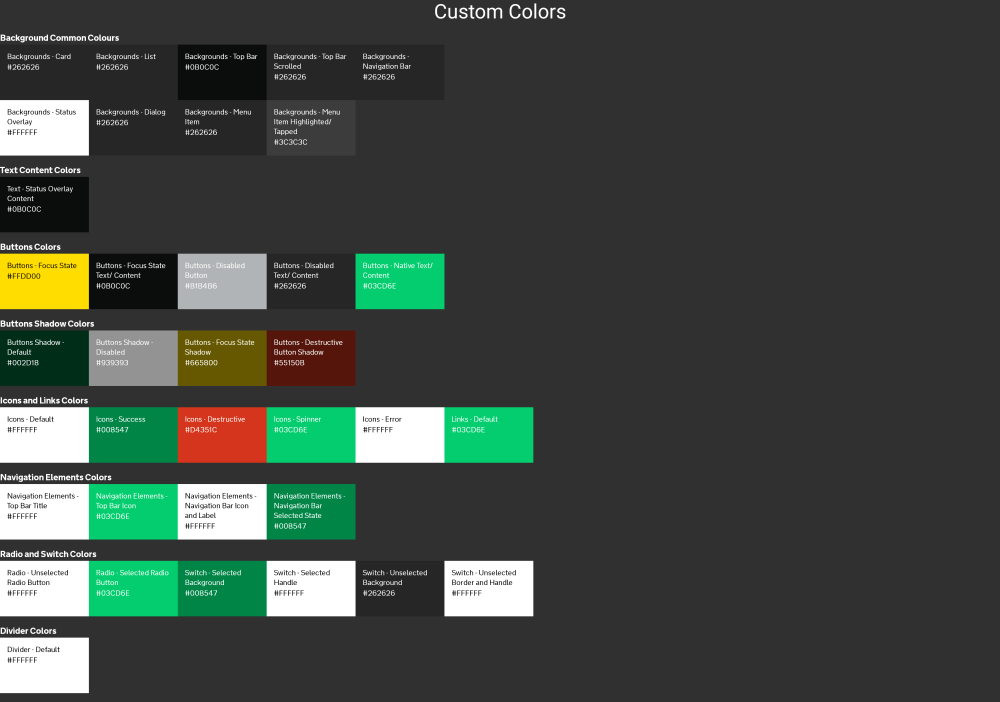 Custom Colors
Background Common Colours
Backgrounds - Card
#262626
Backgrounds - List
#262626
Backgrounds - Top Bar
#0B0C0C
Backgrounds - Top Bar
Scrolled
#262626
Backgrounds -
Navigation Bar
#262626
Backgrounds - Status
Overlay
#FFFFFF
Backgrounds - Dialog
#262626
Backgrounds - Menu
Item
#262626
Backgrounds - Menu
Item Highlighted/
Tapped
#3C3C3C
Text Content Colors
Text - Status Overlay
Content
#0B0C0C
Buttons Colors
Buttons - Focus State
#FFDD00
Buttons - Focus State
Text/ Content
#0B0C0C
Buttons - Disabled
Button
#B1B4B6
Buttons - Disabled
Text/ Content
#262626
Buttons - Native Text/
Content
#03CD6E
Buttons Shadow Colors
Buttons Shadow -
Default
#002D18
Buttons Shadow -
Disabled
#939393
Buttons - Focus State
Shadow
#665800
Buttons - Destructive
Button Shadow
#55150B
Icons and Links Colors
Icons - Default
#FFFFFF
Icons - Success
#008547
Icons - Destructive
#D4351C
Icons - Spinner
#03CD6E
Icons - Error
#FFFFFF
Links - Default
#03CD6E
Navigation Elements Colors
Navigation Elements -
Top Bar Title
#FFFFFF
Navigation Elements -
Top Bar Icon
#03CD6E
Navigation Elements -
Navigation Bar Icon
and Label
#FFFFFF
Navigation Elements -
Navigation Bar
Selected State
#008547
Radio and Switch Colors
Radio - Unselected
Radio Button
#FFFFFF
Radio - Selected Radio
Button
#03CD6E
Switch - Selected
Background
#008547
Switch - Selected
Handle
#FFFFFF
Switch - Unselected
Background
#262626
Switch - Unselected
Border and Handle
#FFFFFF
Divider Colors
Divider - Default
#FFFFFF